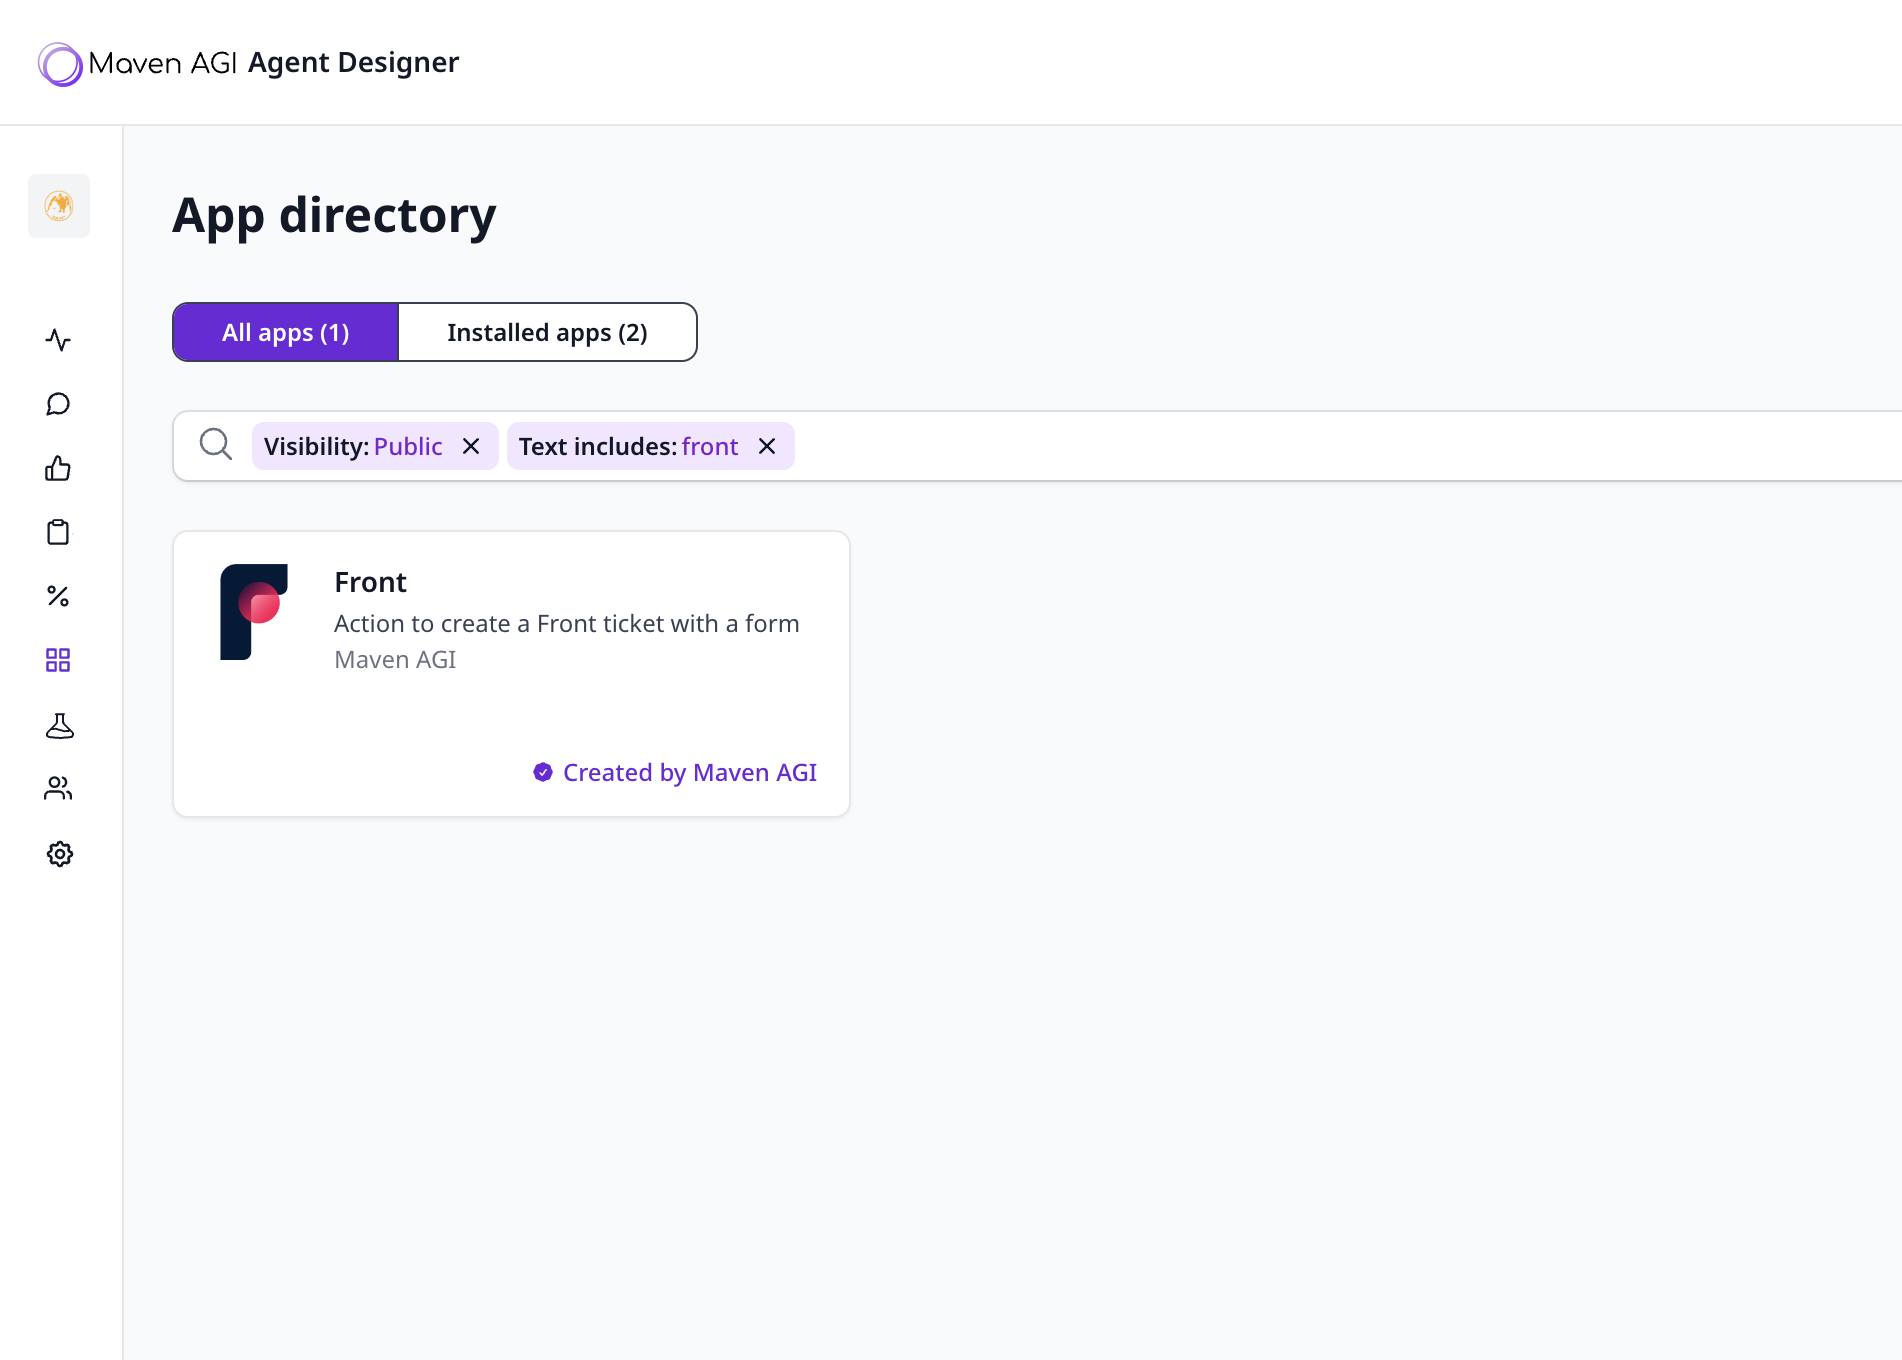 Maven AGI Agent Designer
App directory
All apps (1) Installed apps (2)
Visibility: Public Text includes: front
Front
Action to create a Front ticket with a form
Maven AGI
Created by Maven AGI